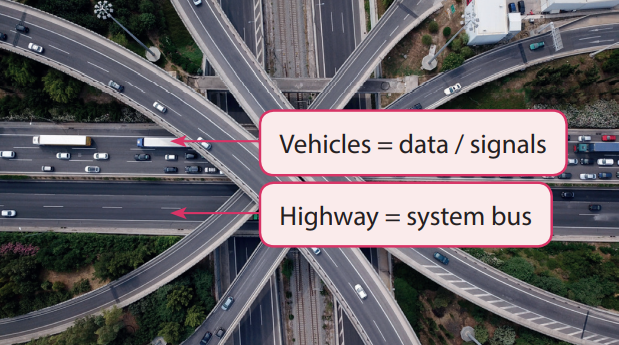 Vehicles = data / signals
Highway = system bus